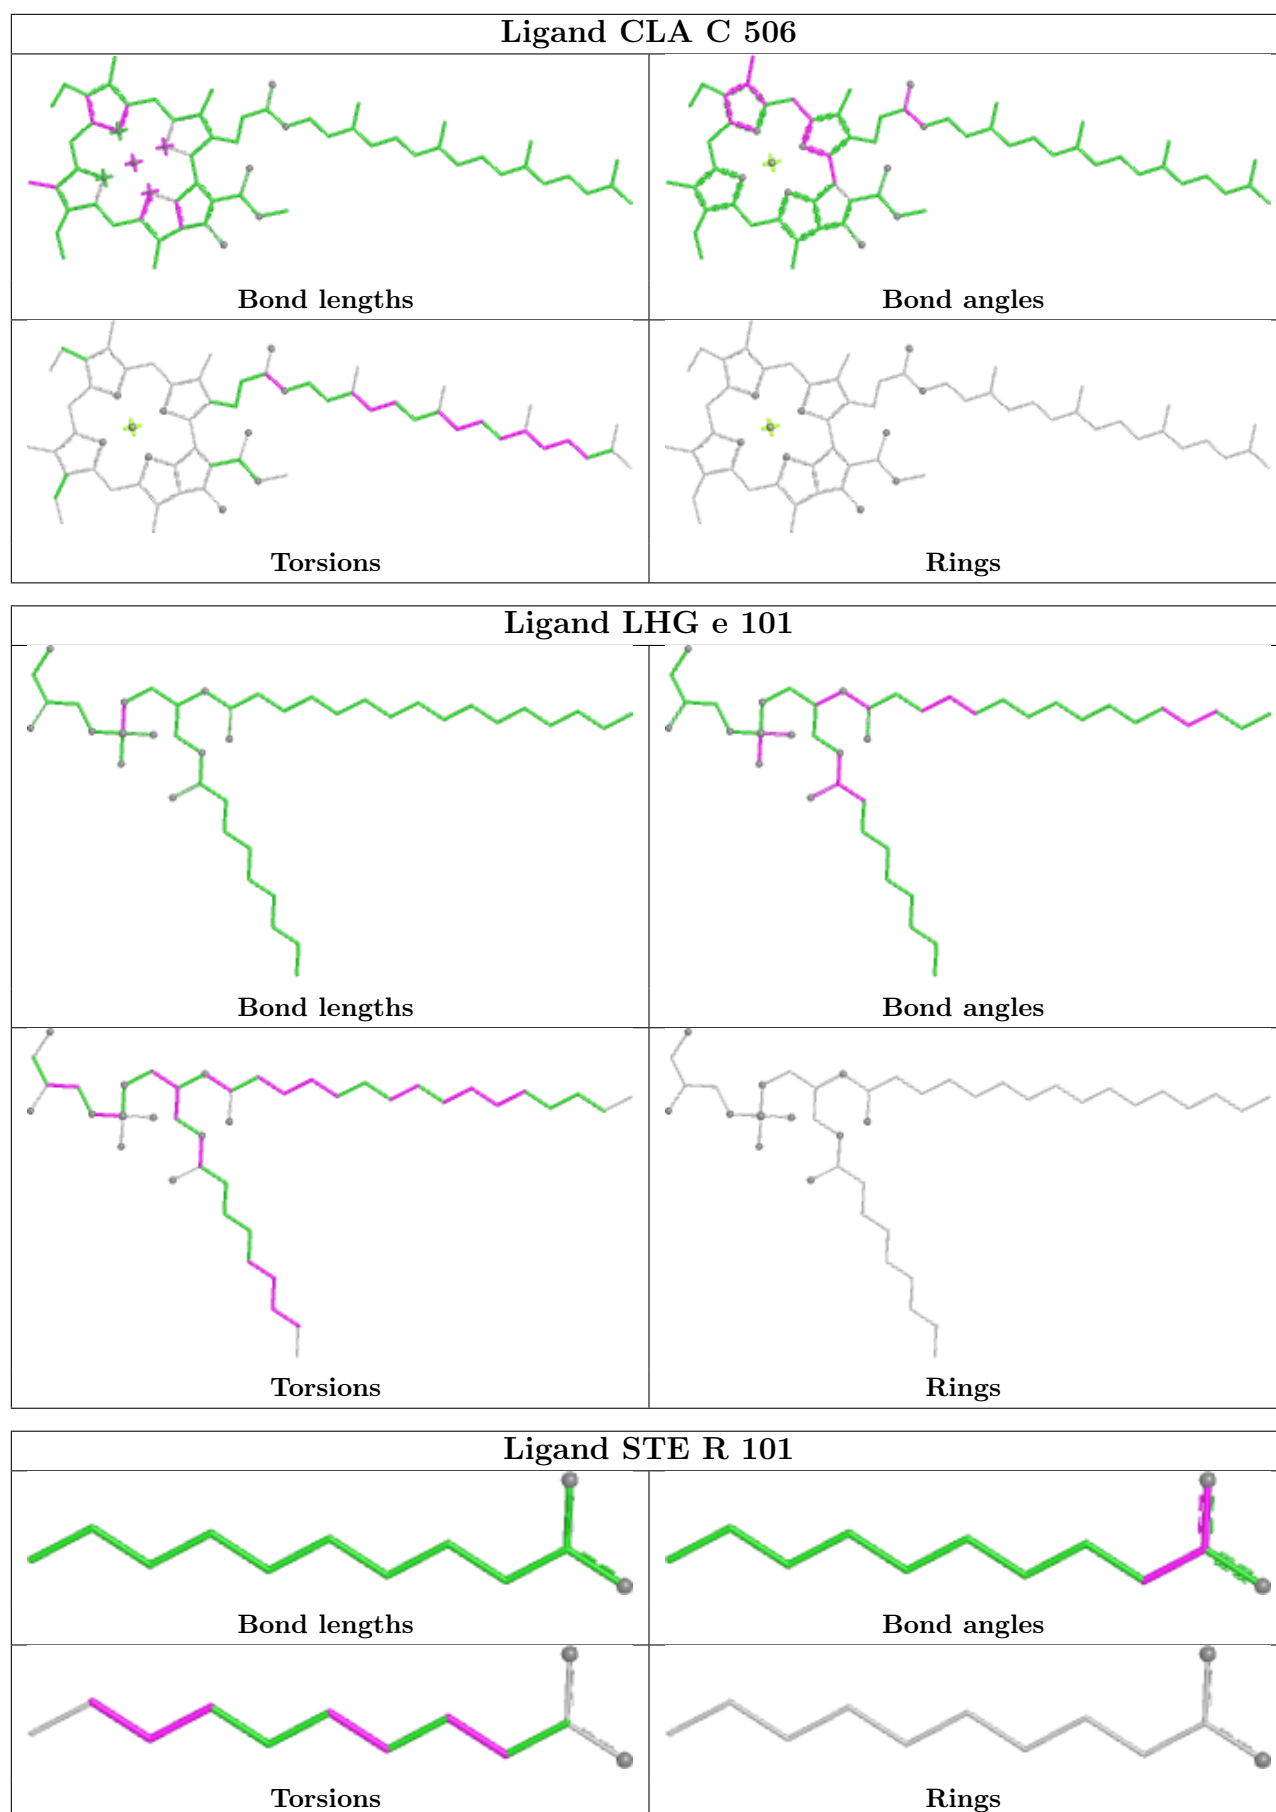 Ligand CLA C 506
Bond lengths
Bond angles
Torsions
Rings
Ligand LHG e 101
Bond lengths
Bond angles
Torsions
Rings
Ligand STE R 101
Bond lengths
Bond angles
Torsions
Rings